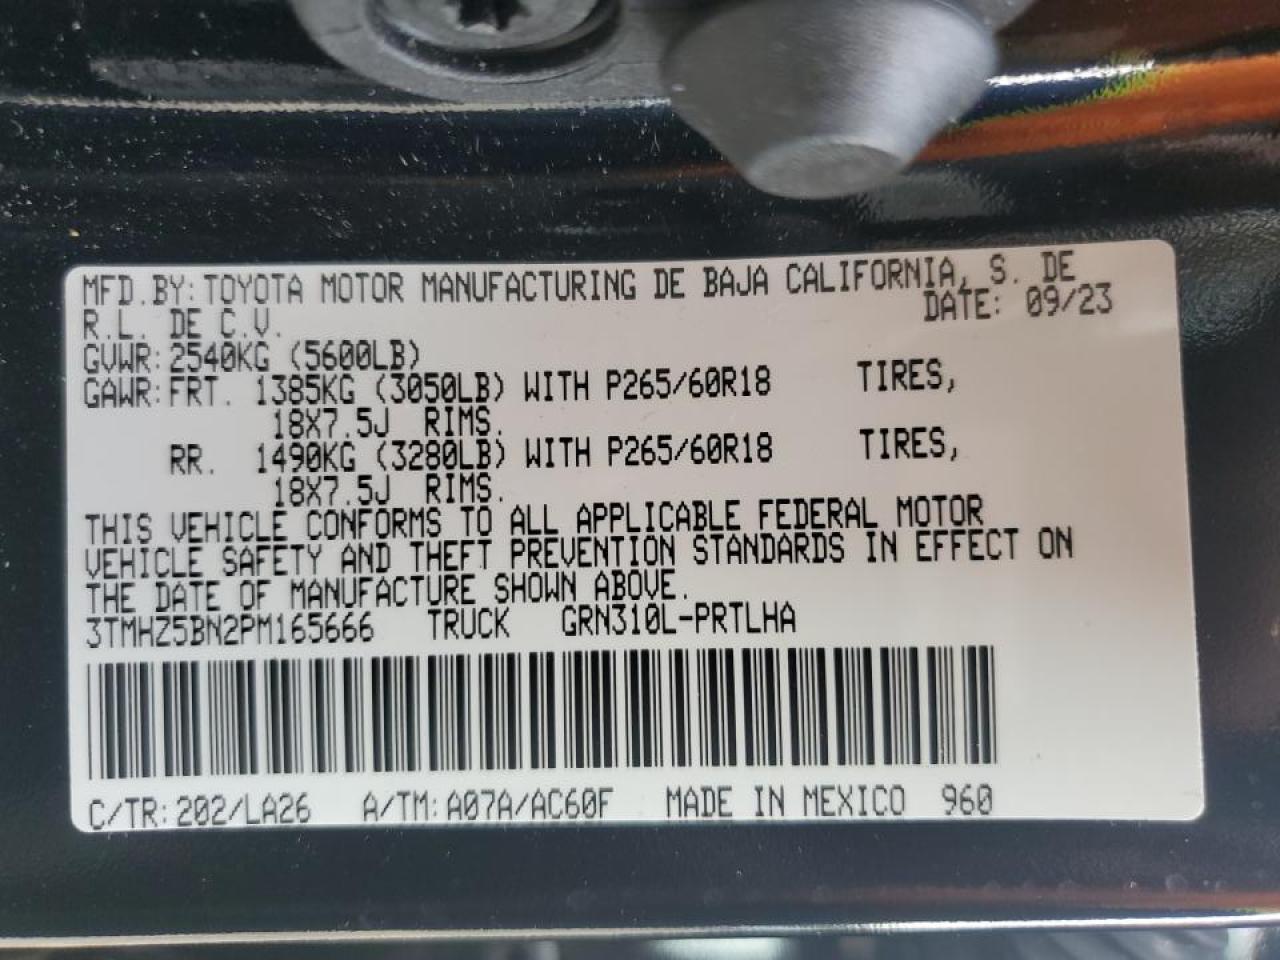 MFD.BY:TOYOTA MOTOR MANUFACTURING DE BAJA CALIFORNIA, S. DE
R.L. DE C.V. DATE: 09/23
GVWR:2540KG (5600LB)
GAWR:FRT. 1385KG (3050LB) WITH P265/60R18 TIRES,
18X7.5J RIMS.
RR. 1490KG (3280LB) WITH P265/60R18 TIRES,
18X7.5J RIMS.
THIS VEHICLE CONFORMS TO ALL APPLICABLE FEDERAL MOTOR
VEHICLE SAFETY AND THEFT PREVENTION STANDARDS IN EFFECT ON
THE DATE OF MANUFACTURE SHOWN ABOVE.
3TMHZ5BN2PM165666 TRUCK GRN310L-PRTLHA
C/TR:202/LA26 A/TM:A07A/AC60F MADE IN MEXICO 960